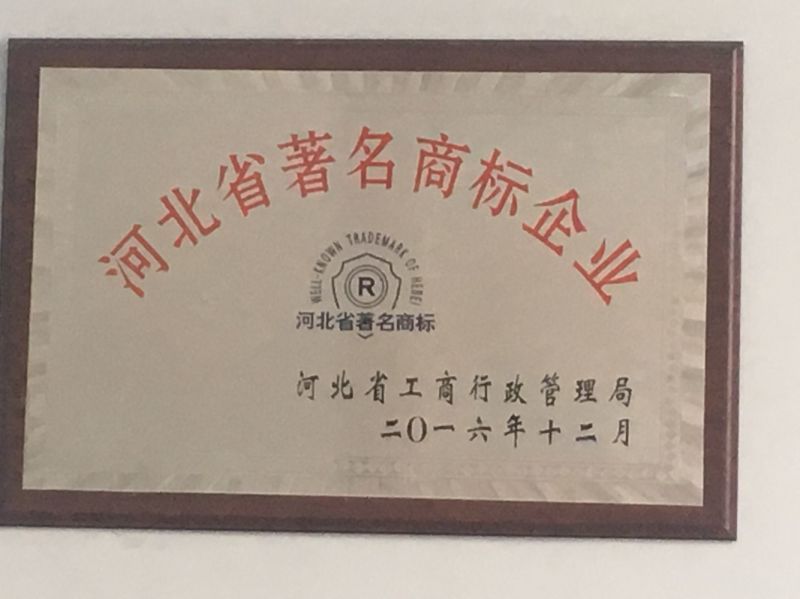 河北省著名商标企业
WELL-KNOWN TRADEMARK OF HEBEI
R
河北省著名商标
河北省工商行政管理局
二〇一六年十二月